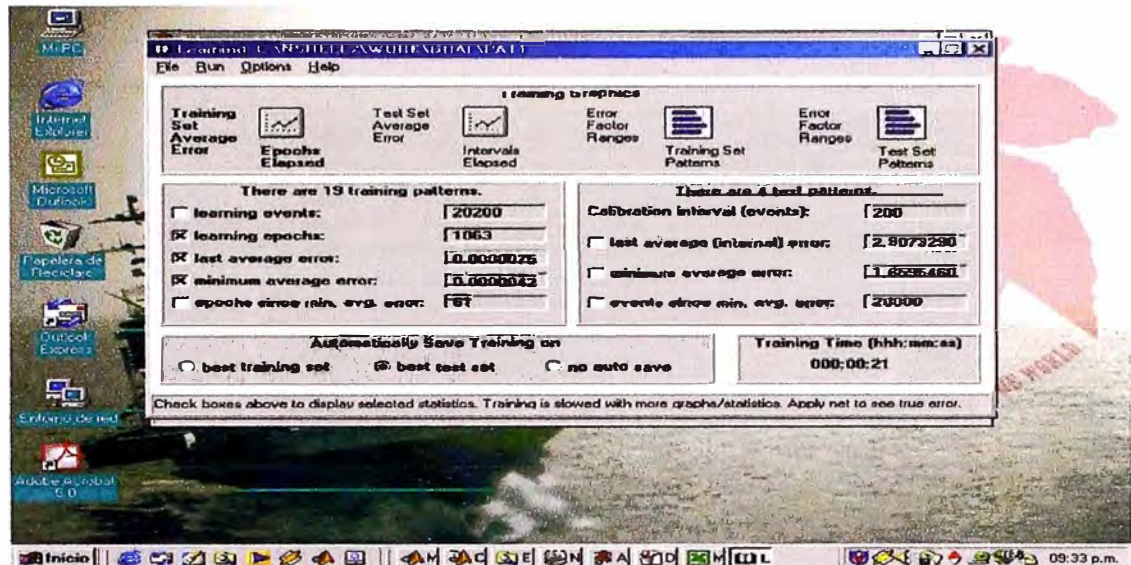 Mi PC
Internet Explorer
Microsoft Outlook
Papelera de Reciclaje
Outlook Express
Entorno de red
Adobe Acrobat 5.0
File Run Options Help
Training Graphics
Training Set Average Error
Epochs Elapsed
Test Set Average Error
Intervals Elapsed
Error Factor Ranges
Training Set Patterns
Error Factor Ranges
Test Set Patterns
There are 19 training patterns.
learning events: 20200
learning epochs: 1063
last average error: 0.0000075
minimum average error: 0.0000042
epochs since min. avg. error: 67
There are 4 test patterns.
Calibration interval (events): 200
last average (internal) error: 2.8073290
minimum average error: 1.6595460
events since min. avg. error: 20000
Automatically Save Training on
best training set best test set no auto save
Training Time (hhh:mm:ss)
000:00:21
Check boxes above to display selected statistics. Training is slowed with more graphs/statistics. Apply net to see true error.
WORLD
Inicio M C E N A D M L 09:33 p.m.